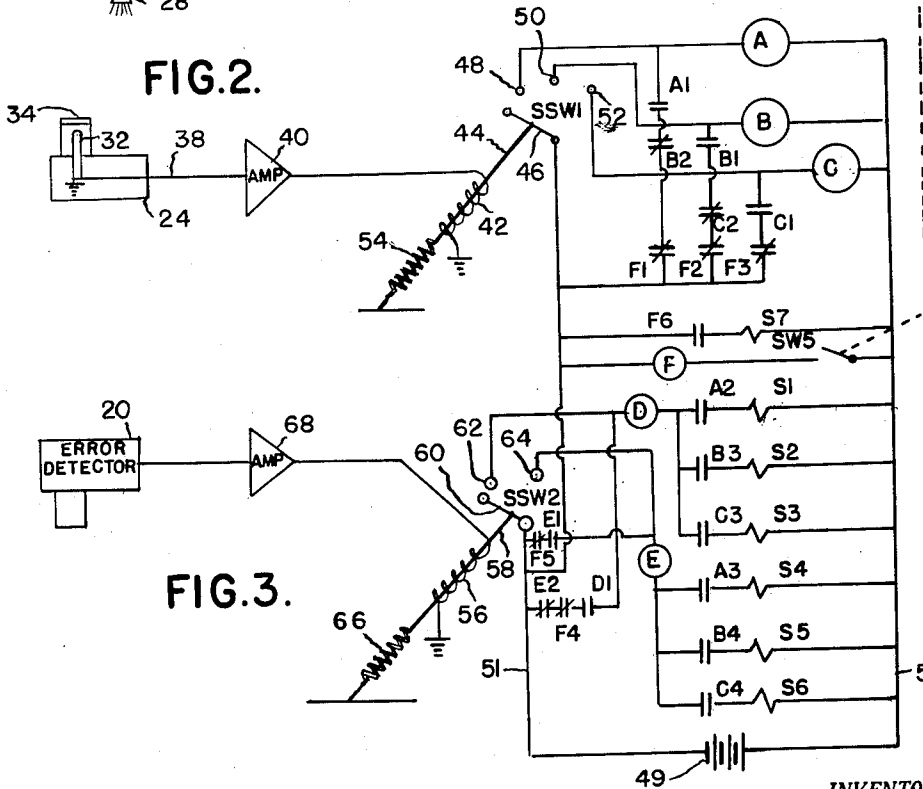 28
FIG.2.
34
32
38
40
AMP
24
44
42
54
48
50
SSW1
52
46
A
A1
B
B2
B1
C
C2
C1
F1
F2
F3
F6
S7
SW5
F
20
ERROR
DETECTOR
68
AMP
62
64
60
SSW2
58
56
66
FIG.3.
D
A2
S1
B3
S2
C3
S3
E1
F5
E
E2
D1
F4
A3
S4
B4
S5
C4
S6
51
5
49
INKENTO